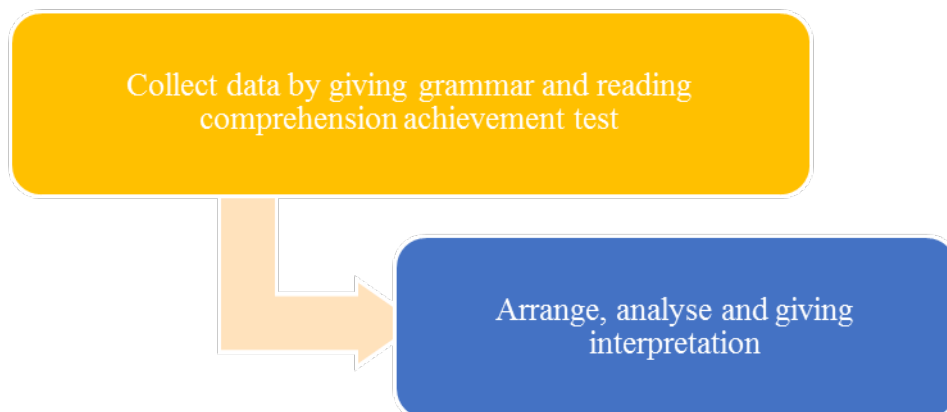 Collect data by giving grammar and reading
comprehension achievement test
Arrange, analyse and giving
interpretation